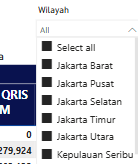 Wilayah
All
Select all
Jakarta Barat
Jakarta Pusat
Jakarta Selatan
Jakarta Timur
Jakarta Utara
Kepulauan Seribu
a
QRIS
M
0
279,924